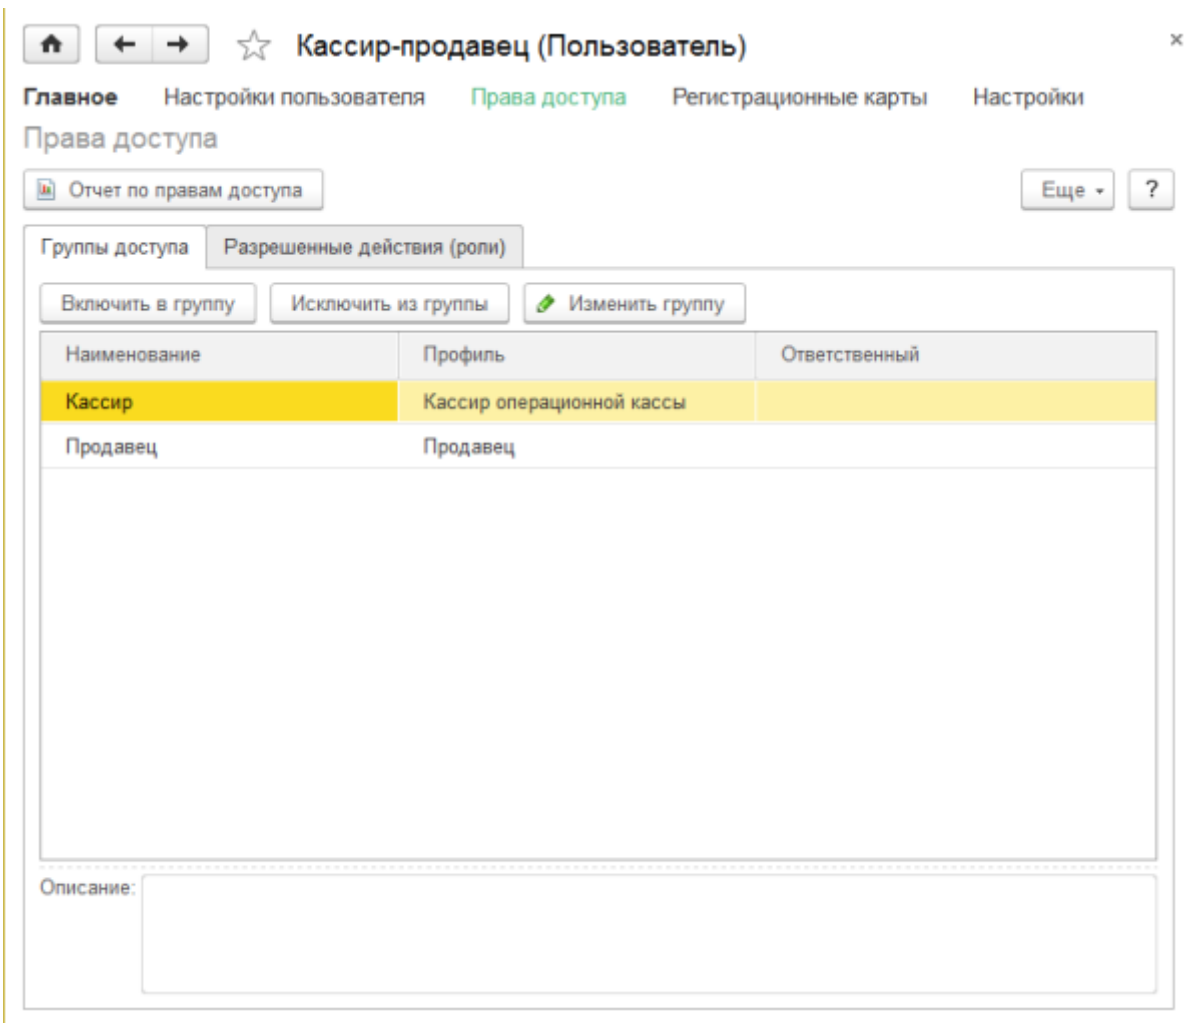 Кассир-продавец (Пользователь)
×
Главное Настройки пользователя Права доступа Регистрационные карты Настройки
Права доступа
Отчет по правам доступа Еще ?
Группы доступа Разрешенные действия (роли)
Включить в группу Исключить из группы Изменить группу
Наименование Профиль Ответственный
Кассир Кассир операционной кассы
Продавец Продавец
Описание: